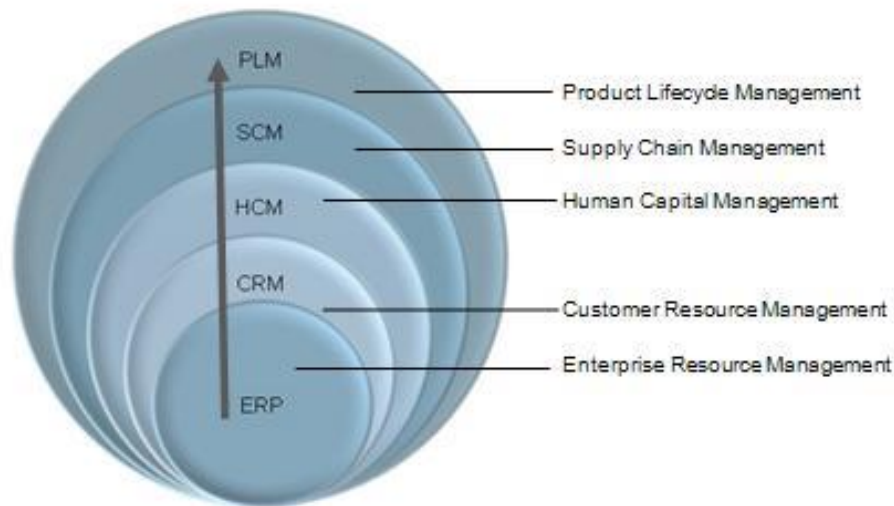 PLM
Product Lifecycle Management
SCM
Supply Chain Management
HCM
Human Capital Management
CRM
Customer Resource Management
Enterprise Resource Management
ERP